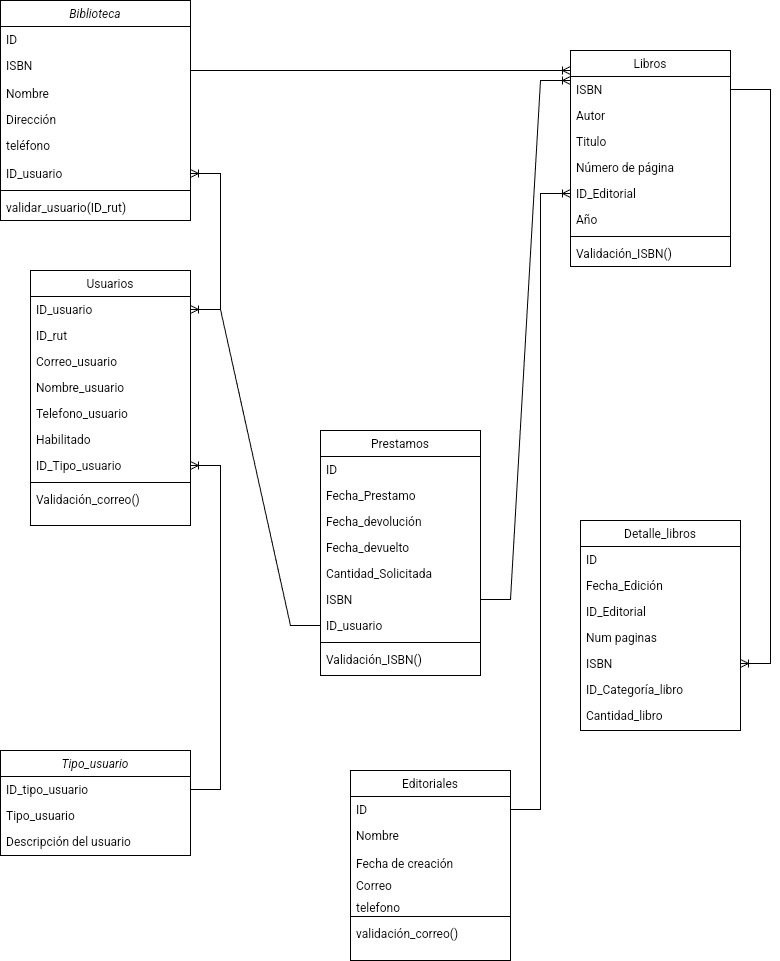 Biblioteca
ID
ISBN
Nombre
Dirección
teléfono
ID_usuario
validar_usuario(ID_rut)
Libros
ISBN
Autor
Titulo
Número de página
ID_Editorial
Año
Validación_ISBN()
Usuarios
ID_usuario
ID_rut
Correo_usuario
Nombre_usuario
Telefono_usuario
Habilitado
ID_Tipo_usuario
Validación_correo()
Prestamos
ID
Fecha_Prestamo
Fecha_devolución
Fecha_devuelto
Cantidad_Solicitada
ISBN
ID_usuario
Validación_ISBN()
Detalle_libros
ID
Fecha_Edición
ID_Editorial
Num paginas
ISBN
ID_Categoría_libro
Cantidad_libro
Tipo_usuario
ID_tipo_usuario
Tipo_usuario
Descripción del usuario
Editoriales
ID
Nombre
Fecha de creación
Correo
telefono
validación_correo()